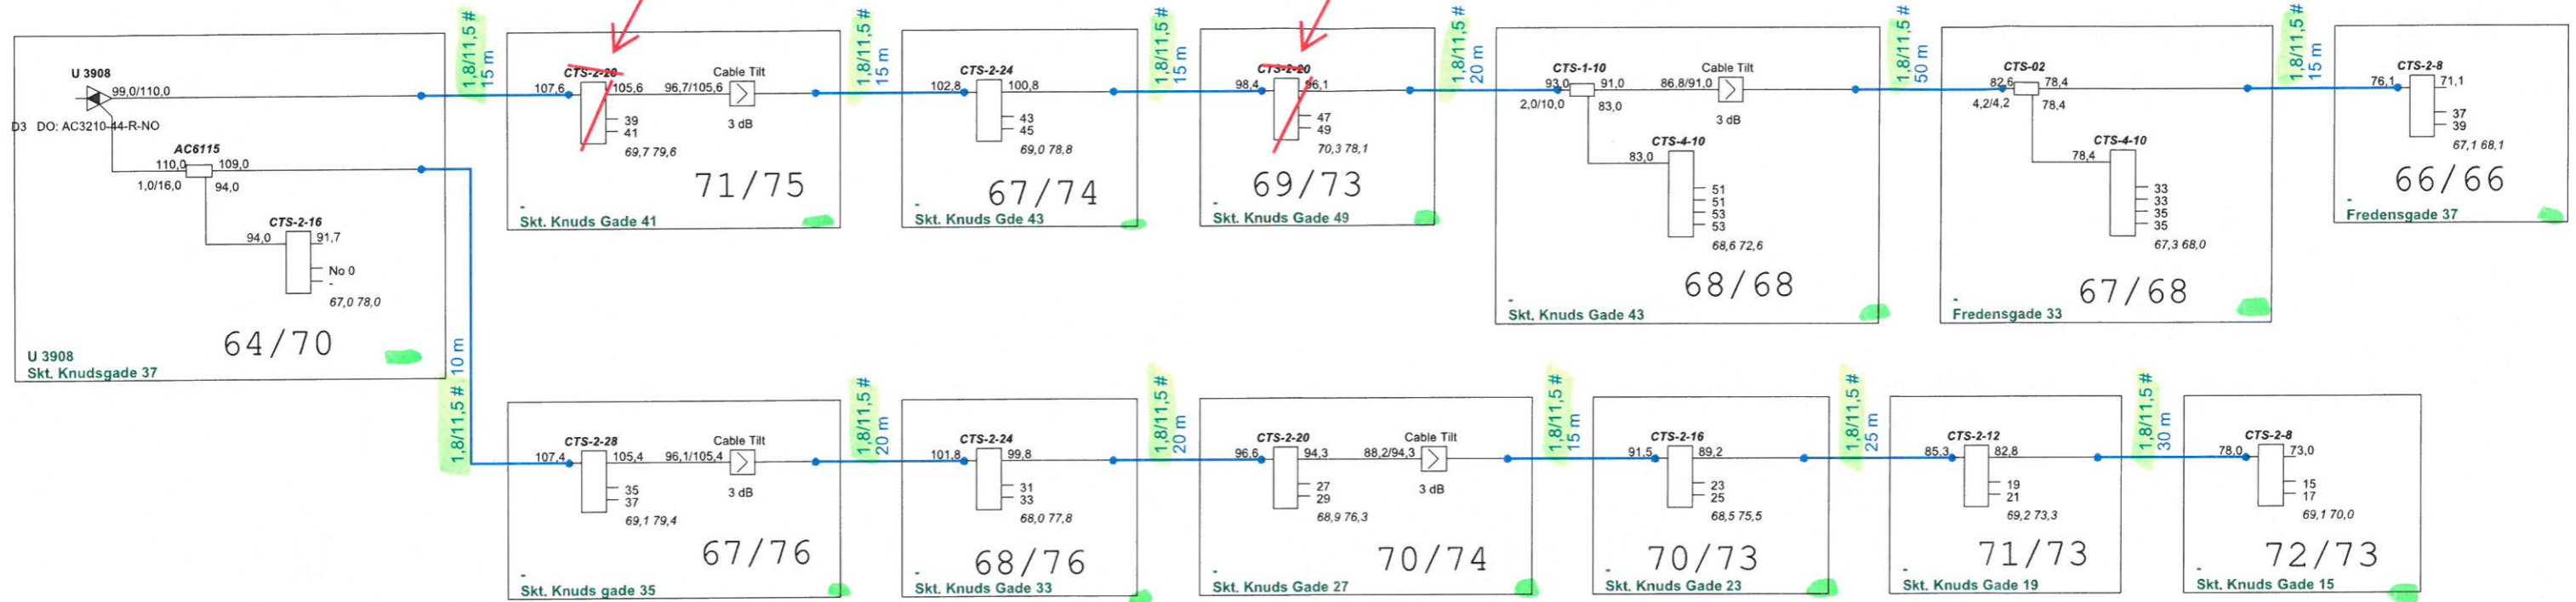 U 3908
99,0/110,0
D3 DO: AC3210-44-R-NO
AC6115
110,0 109,0
1,0/16,0 94,0
CTS-2-16
94,0 91,7
No 0
-
67,0 78,0
64/70
U 3908
Skt. Knudsgade 37
1,8/11,5 #
15 m
107,6 105,6 96,7/105,6
Cable Tilt
3 dB
39
41
69,7 79,6
71/75
-
Skt. Knuds Gade 41
1,8/11,5 #
15 m
CTS-2-24
102,8 100,8
43
45
69,0 78,8
67/74
-
Skt. Knuds Gde 43
1,8/11,5 #
15 m
CTS-2-20
98,4 96,1
47
49
70,3 78,1
69/73
-
Skt. Knuds Gade 49
1,8/11,5 #
20 m
CTS-1-10
93,0 91,0 86,8/91,0
Cable Tilt
3 dB
2,0/10,0 83,0
CTS-4-10
83,0
51
51
53
53
68,6 72,6
68/68
-
Skt. Knuds Gade 43
1,8/11,5 #
50 m
CTS-02
82,6 78,4
4,2/4,2 78,4
CTS-4-10
78,4
33
33
35
35
67,3 68,0
67/68
-
Fredensgade 33
1,8/11,5 #
15 m
CTS-2-8
76,1 71,1
37
39
67,1 68,1
66/66
-
Fredensgade 37
1,8/11,5 # 10 m
CTS-2-28
107,4 105,4 96,1/105,4
Cable Tilt
3 dB
35
37
69,1 79,4
67/76
-
Skt. Knuds gade 35
1,8/11,5 #
20 m
CTS-2-24
101,8 99,8
31
33
68,0 77,8
68/76
-
Skt. Knuds Gade 33
1,8/11,5 #
20 m
CTS-2-20
96,6 94,3 88,2/94,3
Cable Tilt
3 dB
27
29
68,9 76,3
70/74
-
Skt. Knuds Gade 27
1,8/11,5 #
15 m
CTS-2-16
91,5 89,2
23
25
68,5 75,5
70/73
-
Skt. Knuds Gade 23
1,8/11,5 #
25 m
CTS-2-12
85,3 82,8
19
21
69,2 73,3
71/73
-
Skt. Knuds Gade 19
1,8/11,5 #
30 m
CTS-2-8
78,0 73,0
15
17
69,1 70,0
72/73
-
Skt. Knuds Gade 15